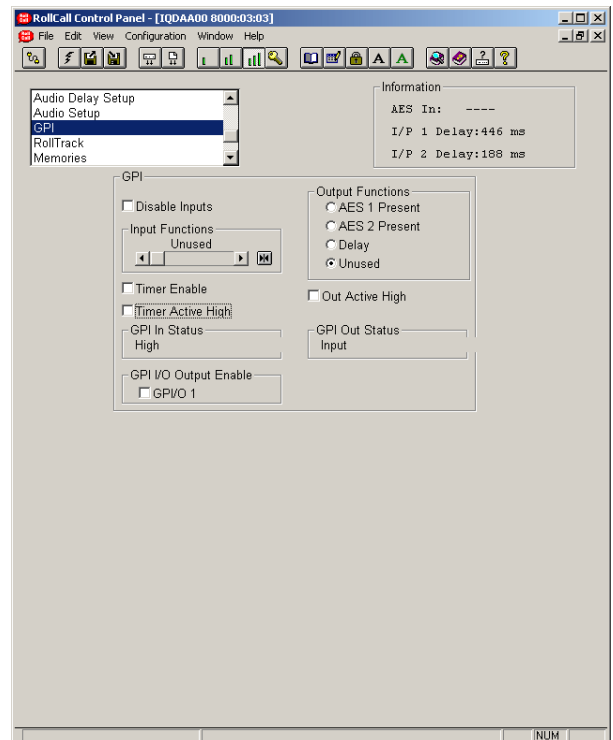 RollCall Control Panel - [IQDAA00 8000:03:03]
File Edit View Configuration Window Help
Audio Delay Setup
Audio Setup
GPI
RollTrack
Memories
Information
AES In: ----
I/P 1 Delay:446 ms
I/P 2 Delay:188 ms
GPI
Disable Inputs
Input Functions
Unused
Timer Enable
Timer Active High
GPI In Status
High
GPI I/O Output Enable
GPI/O 1
Output Functions
AES 1 Present
AES 2 Present
Delay
Unused
Out Active High
GPI Out Status
Input
NUM